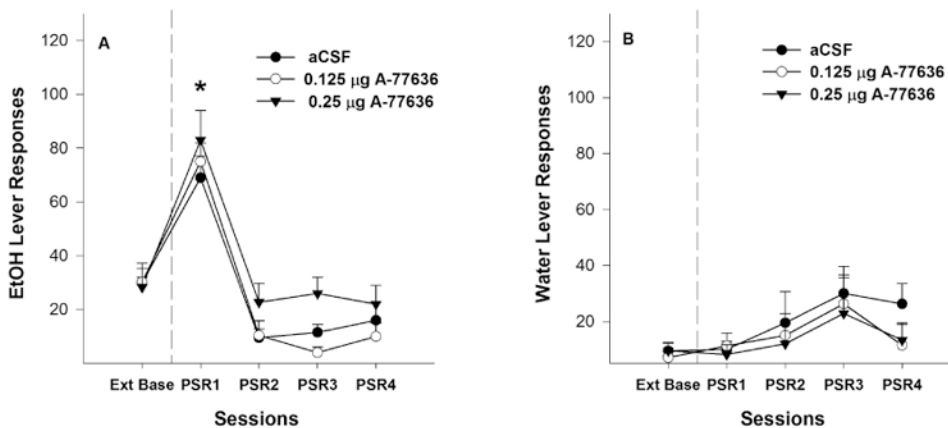 A
aCSF
0.125 µg A-77636
0.25 µg A-77636
*
EtOH Lever Responses
120
100
80
60
40
20
Ext Base PSR1 PSR2 PSR3 PSR4
Sessions
B
aCSF
0.125 µg A-77636
0.25 µg A-77636
Water Lever Responses
120
100
80
60
40
20
Ext Base PSR1 PSR2 PSR3 PSR4
Sessions